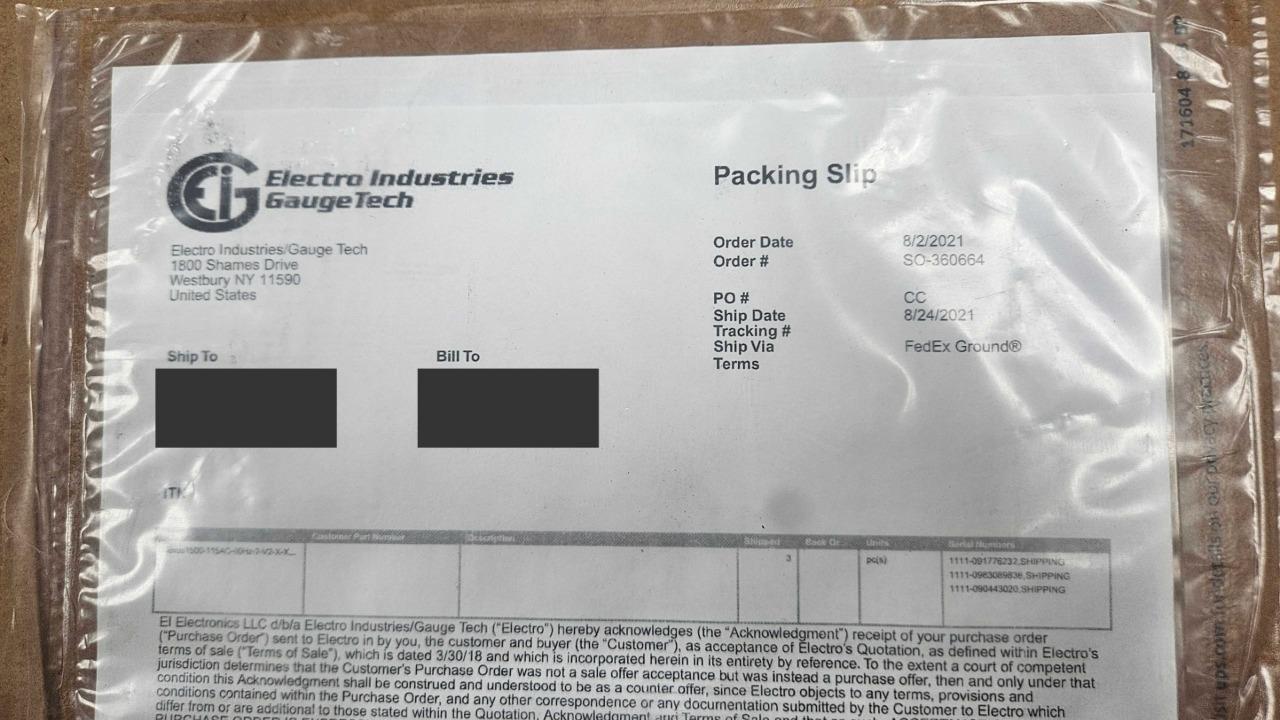 Electro Industries
GaugeTech
Packing Slip
Electro Industries/Gauge Tech
1800 Shames Drive
Westbury NY 11590
United States
Order Date 8/2/2021
Order # SO-360664
PO # CC
Ship Date 8/24/2021
Tracking #
Ship Via FedEx Ground®
Terms
Ship To Bill To
Customer Part Number Description Shipped Back Or... Units Serial Numbers
3 pc(s) 1111-091776232,SHIPPING
1111-0983089836,SHIPPING
1111-090443020,SHIPPING
EI Electronics LLC d/b/a Electro Industries/Gauge Tech (“Electro”) hereby acknowledges (the “Acknowledgment”) receipt of your purchase order
(“Purchase Order”) sent to Electro in by you, the customer and buyer (the “Customer”), as acceptance of Electro's Quotation, as defined within Electro's
terms of sale (“Terms of Sale”), which is dated 3/30/18 and which is incorporated herein in its entirety by reference. To the extent a court of competent
jurisdiction determines that the Customer's Purchase Order was not a sale offer acceptance but was instead a purchase offer, then and only under that
condition this Acknowledgment shall be construed and understood to be as a counter offer, since Electro objects to any terms, provisions and
conditions contained within the Purchase Order, and any other correspondence or any documentation submitted by the Customer to Electro which
differ from or are additional to those stated within the Quotation, Acknowledgment and Terms of Sale and that
171604
our privacy practices.